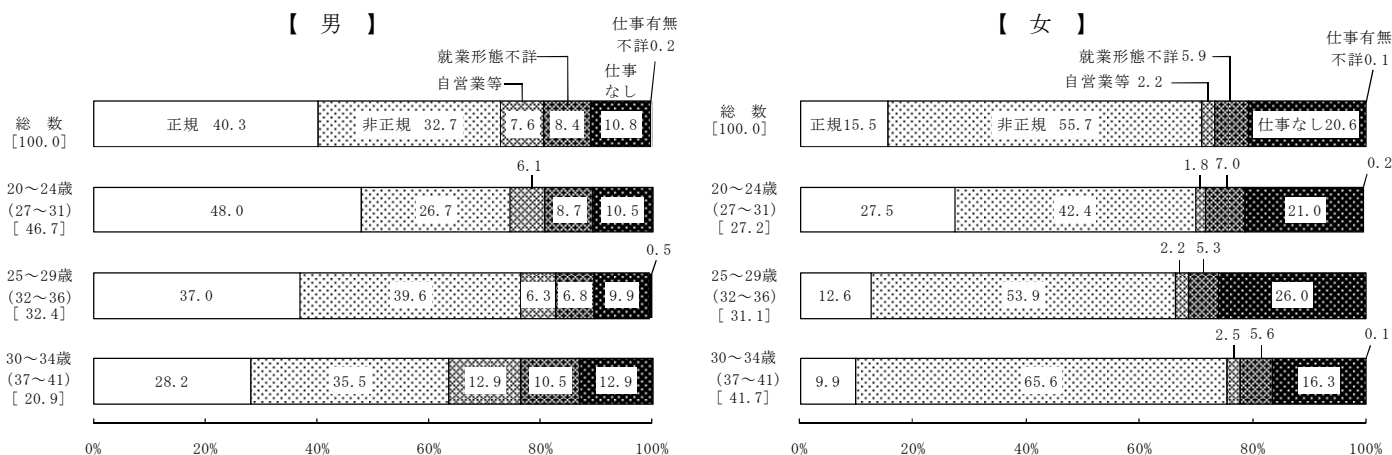 【 男 】
仕事有無
不詳0.2
就業形態不詳
自営業等
仕事
なし
総 数
[100.0]
正規 40.3
非正規 32.7
7.6
8.4
10.8
6.1
20～24歳
(27～31)
[ 46.7]
48.0
26.7
8.7
10.5
0.5
25～29歳
(32～36)
[ 32.4]
37.0
39.6
6.3
6.8
9.9
30～34歳
(37～41)
[ 20.9]
28.2
35.5
12.9
10.5
12.9
0% 20% 40% 60% 80% 100%
【 女 】
仕事有無
不詳0.1
就業形態不詳5.9
自営業等 2.2
総 数
[100.0]
正規15.5
非正規 55.7
仕事なし20.6
1.8
7.0
0.2
20～24歳
(27～31)
[ 27.2]
27.5
42.4
21.0
2.2
5.3
25～29歳
(32～36)
[ 31.1]
12.6
53.9
26.0
2.5
5.6
0.1
30～34歳
(37～41)
[ 41.7]
9.9
65.6
16.3
0% 20% 40% 60% 80% 100%